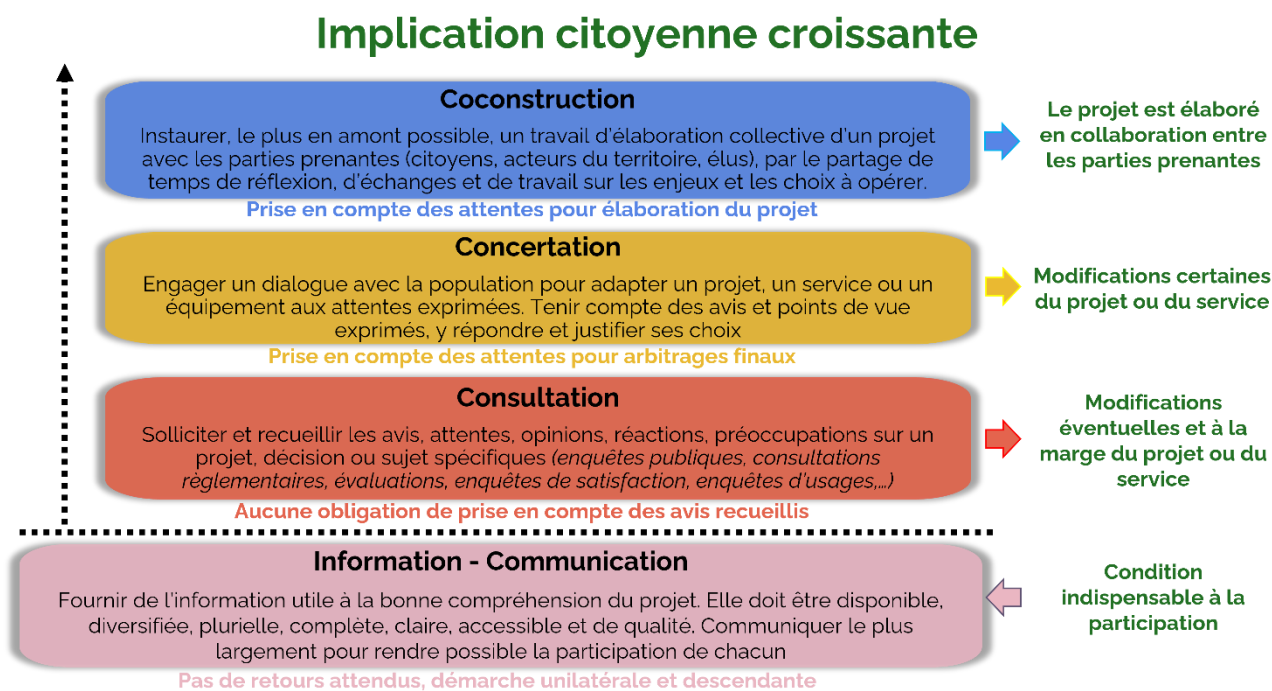 Implication citoyenne croissante
Coconstruction
Instaurer, le plus en amont possible, un travail d'élaboration collective d'un projet
avec les parties prenantes (citoyens, acteurs du territoire, élus), par le partage de
temps de réflexion, d'échanges et de travail sur les enjeux et les choix à opérer.
Prise en compte des attentes pour élaboration du projet
Le projet est élaboré
en collaboration entre
les parties prenantes
Concertation
Engager un dialogue avec la population pour adapter un projet, un service ou un
équipement aux attentes exprimées. Tenir compte des avis et points de vue
exprimés, y répondre et justifier ses choix
Prise en compte des attentes pour arbitrages finaux
Modifications certaines
du projet ou du service
Consultation
Solliciter et recueillir les avis, attentes, opinions, réactions, préoccupations sur un
projet, décision ou sujet spécifiques (enquêtes publiques, consultations
règlementaires, évaluations, enquêtes de satisfaction, enquêtes d'usages,…)
Aucune obligation de prise en compte des avis recueillis
Modifications
éventuelles et à la
marge du projet ou du
service
Information - Communication
Fournir de l'information utile à la bonne compréhension du projet. Elle doit être disponible,
diversifiée, plurielle, complète, claire, accessible et de qualité. Communiquer le plus
largement pour rendre possible la participation de chacun
Pas de retours attendus, démarche unilatérale et descendante
Condition
indispensable à la
participation